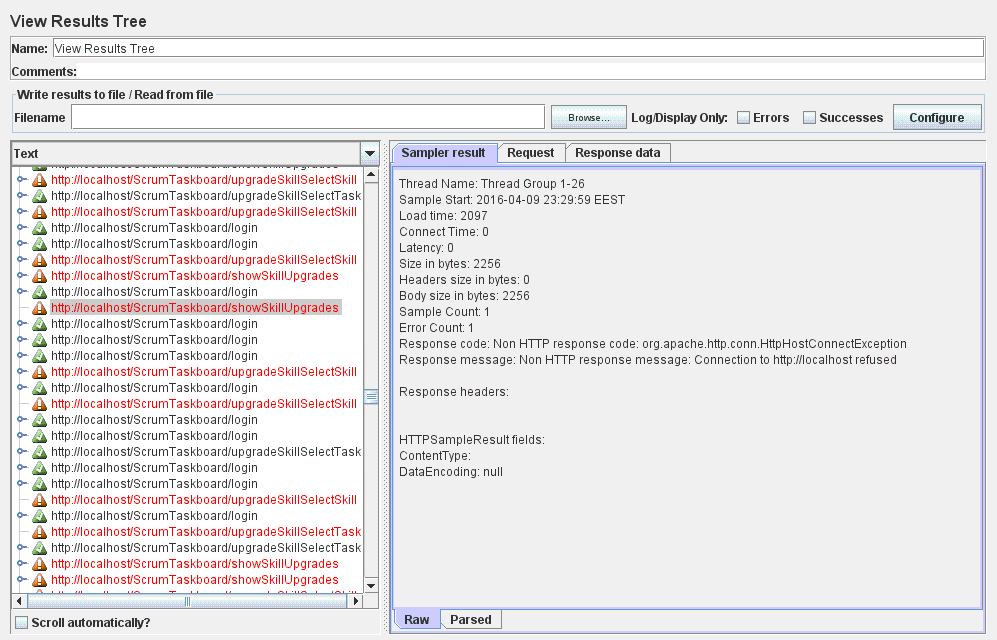 View Results Tree
Name: View Results Tree
Comments:
Write results to file / Read from file
Filename Browse... Log/Display Only: Errors Successes Configure
Text
http://localhost/ScrumTaskboard/upgradeSkillSelectSkill
http://localhost/ScrumTaskboard/upgradeSkillSelectTask
http://localhost/ScrumTaskboard/upgradeSkillSelectSkill
http://localhost/ScrumTaskboard/login
http://localhost/ScrumTaskboard/login
http://localhost/ScrumTaskboard/upgradeSkillSelectSkill
http://localhost/ScrumTaskboard/showSkillUpgrades
http://localhost/ScrumTaskboard/login
http://localhost/ScrumTaskboard/showSkillUpgrades
http://localhost/ScrumTaskboard/login
http://localhost/ScrumTaskboard/login
http://localhost/ScrumTaskboard/login
http://localhost/ScrumTaskboard/upgradeSkillSelectSkill
http://localhost/ScrumTaskboard/login
http://localhost/ScrumTaskboard/upgradeSkillSelectSkill
http://localhost/ScrumTaskboard/login
http://localhost/ScrumTaskboard/login
http://localhost/ScrumTaskboard/upgradeSkillSelectTask
http://localhost/ScrumTaskboard/login
http://localhost/ScrumTaskboard/login
http://localhost/ScrumTaskboard/upgradeSkillSelectSkill
http://localhost/ScrumTaskboard/login
http://localhost/ScrumTaskboard/upgradeSkillSelectTask
http://localhost/ScrumTaskboard/upgradeSkillSelectTask
http://localhost/ScrumTaskboard/showSkillUpgrades
http://localhost/ScrumTaskboard/showSkillUpgrades
Scroll automatically?
Sampler result Request Response data
Thread Name: Thread Group 1-26
Sample Start: 2016-04-09 23:29:59 EEST
Load time: 2097
Connect Time: 0
Latency: 0
Size in bytes: 2256
Headers size in bytes: 0
Body size in bytes: 2256
Sample Count: 1
Error Count: 1
Response code: Non HTTP response code: org.apache.http.conn.HttpHostConnectException
Response message: Non HTTP response message: Connection to http://localhost refused
Response headers:
HTTPSampleResult fields:
ContentType:
DataEncoding: null
Raw Parsed